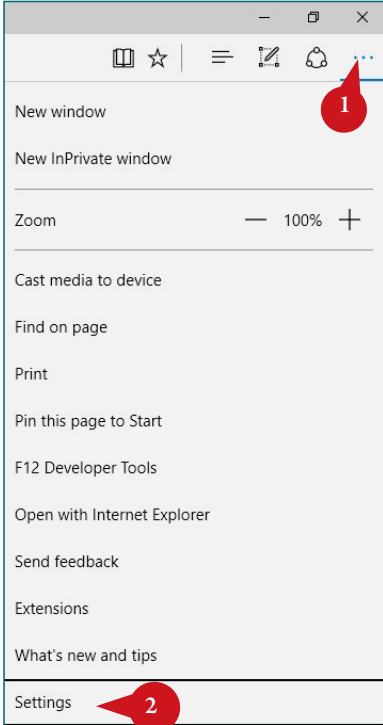 1
New window
New InPrivate window
Zoom 100%
Cast media to device
Find on page
Print
Pin this page to Start
F12 Developer Tools
Open with Internet Explorer
Send feedback
Extensions
What's new and tips
Settings 2